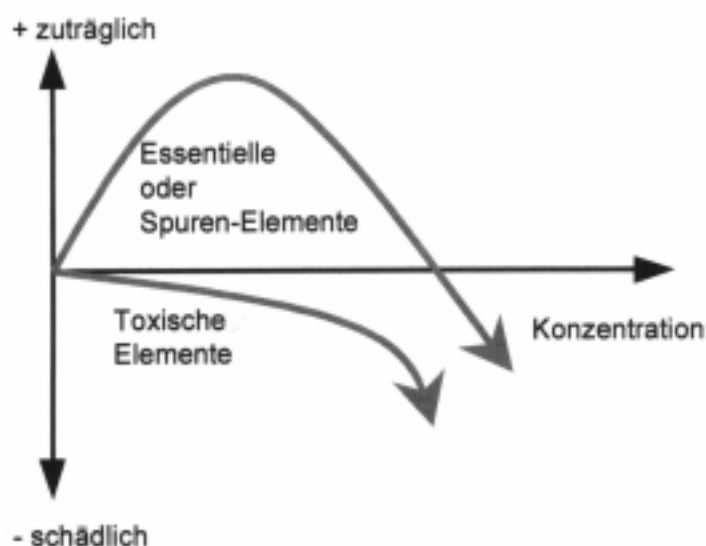 + zuträglich
Essentielle
oder
Spuren-Elemente
Toxische
Elemente
Konzentration
- schädlich